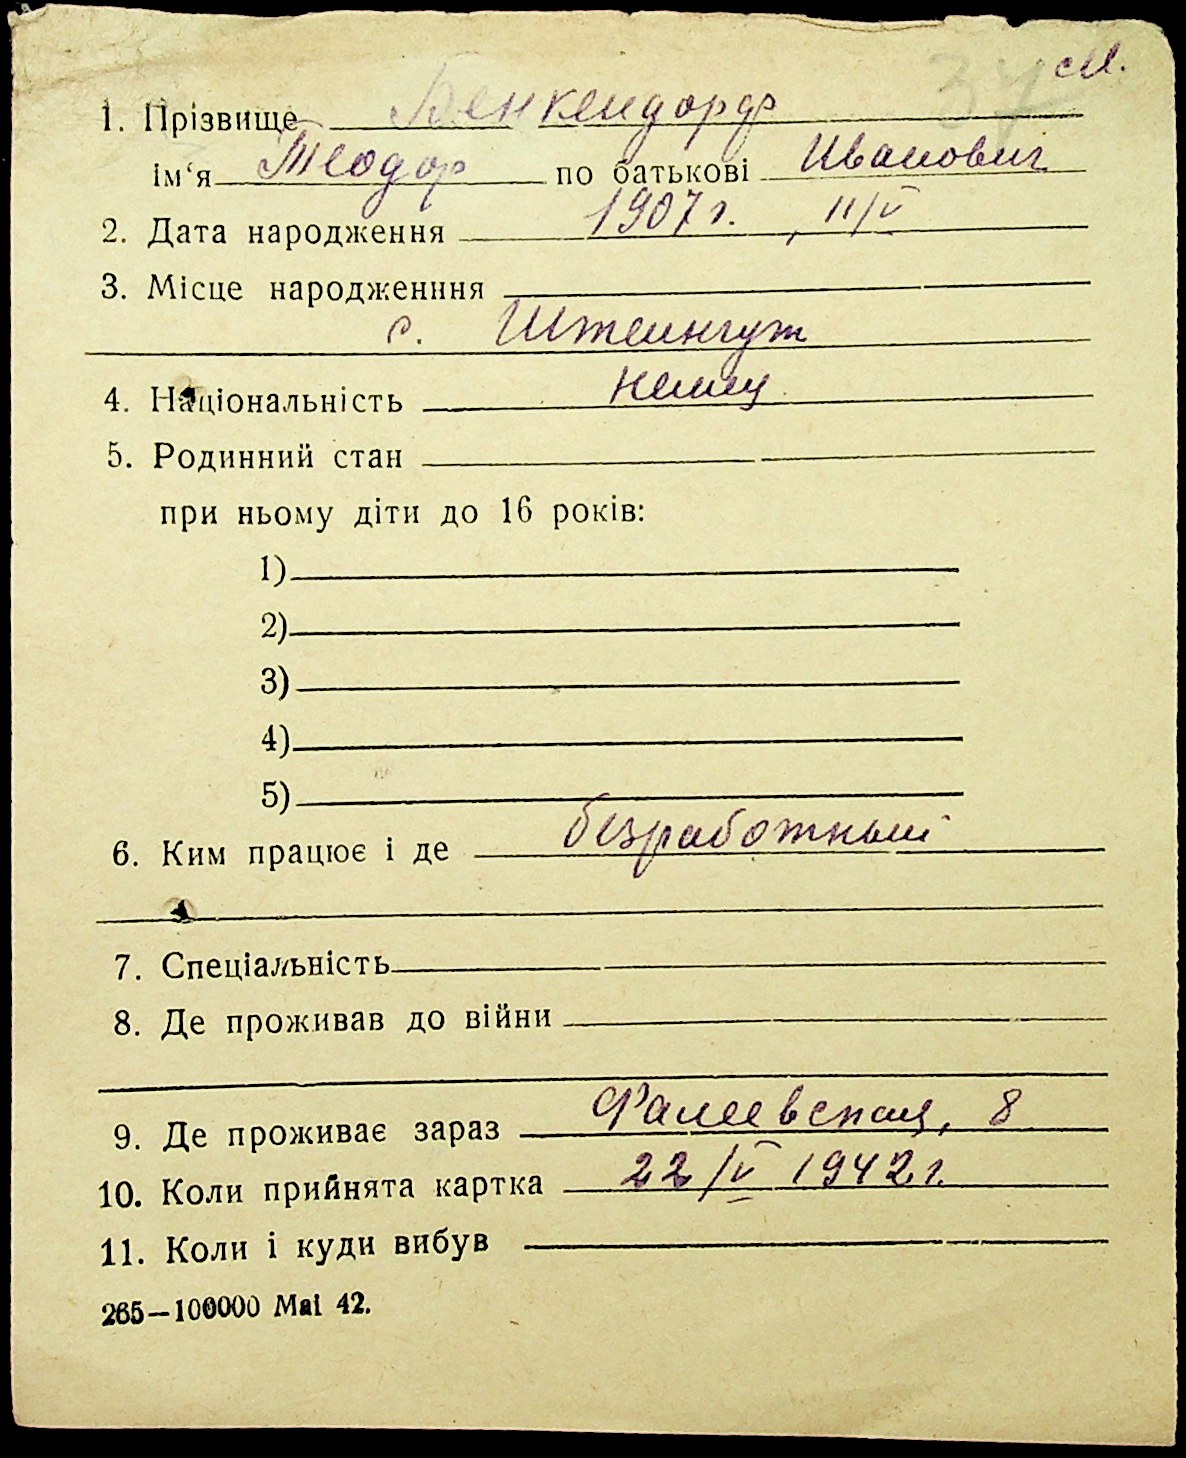 34 см.
1. Прізвище Бенкендорф
ім‘я Теодор по батькові Иванович
2. Дата народження 1907 г., 11/V
3. Місце народженння
с. Штейнгут
4. Національність немец
5. Родинний стан
при ньому діти до 16 років:
1)
2)
3)
4)
5)
6. Ким працює і де безработный
7. Спеціальність
8. Де проживав до війни
9. Де проживає зараз Фалеевская, 8
10. Коли прийнята картка 22/V 1942 г.
11. Коли і куди вибув
265—100000 Mai 42.